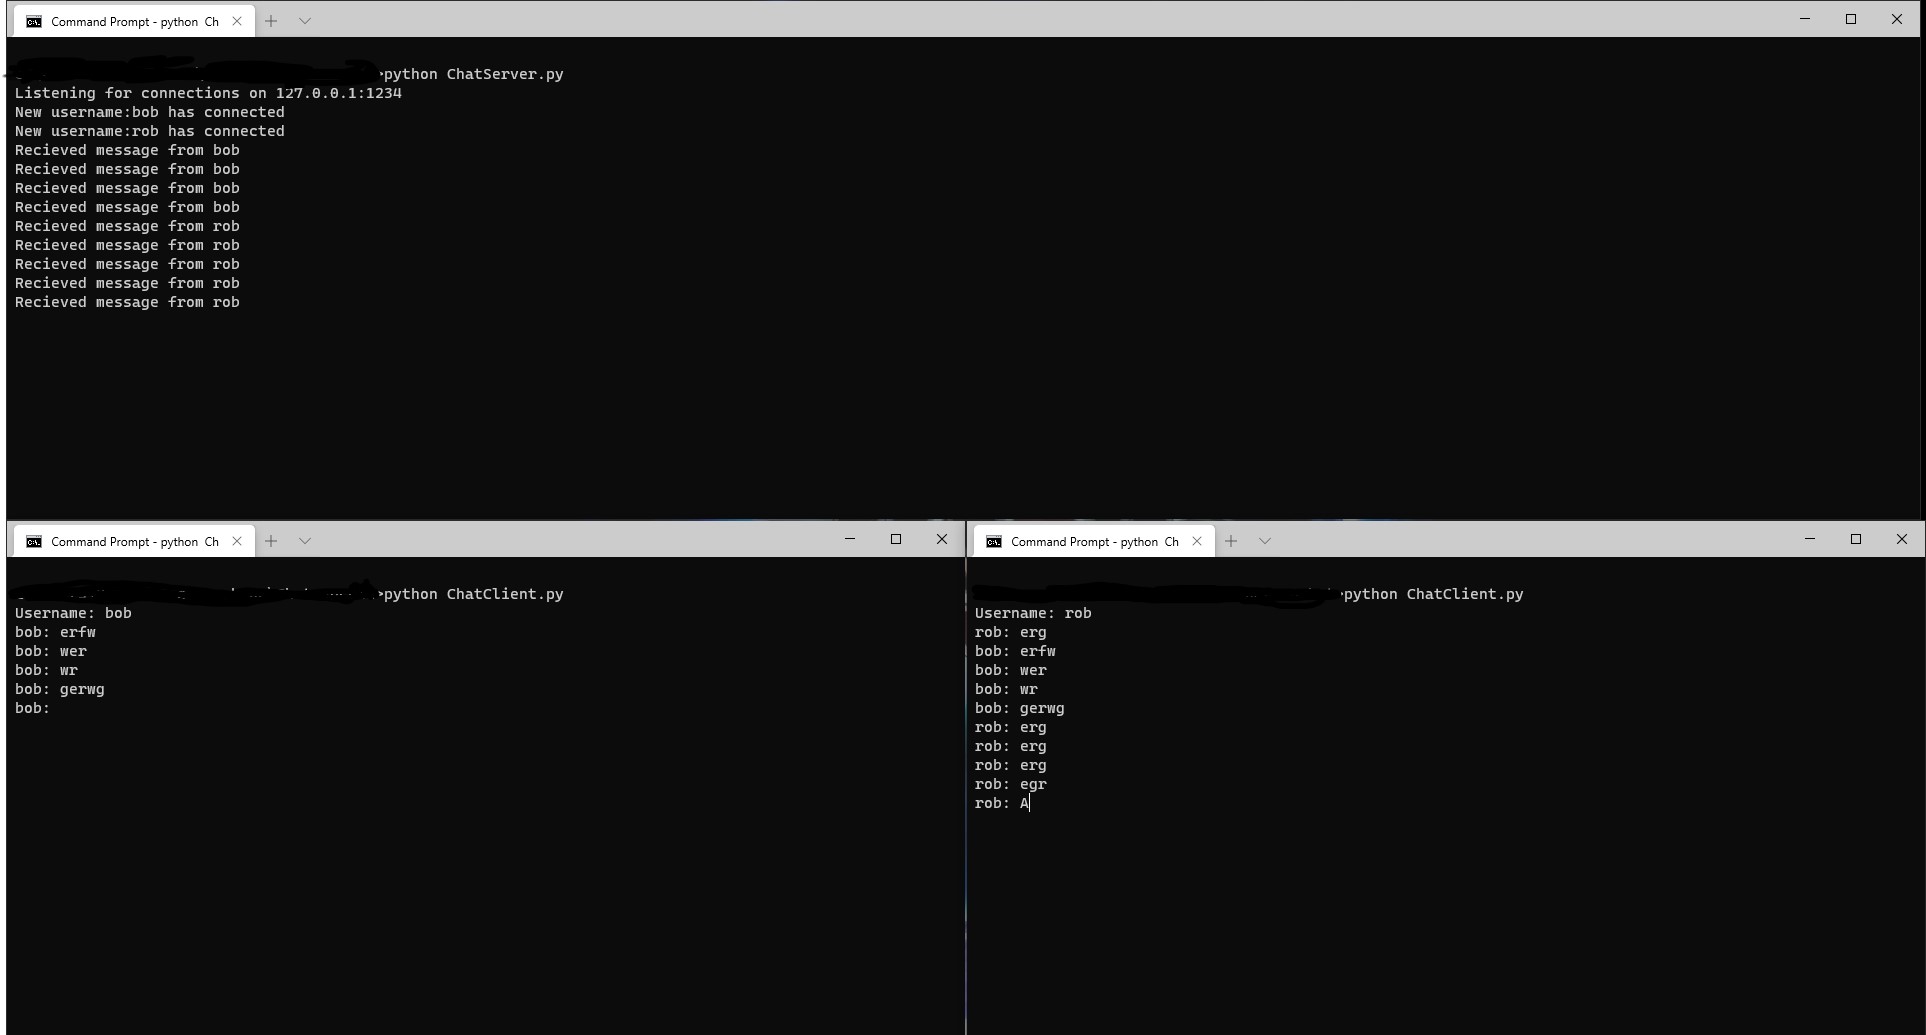 Command Prompt - python  Ch
>python ChatServer.py
Listening for connections on 127.0.0.1:1234
New username:bob has connected
New username:rob has connected
Recieved message from bob
Recieved message from bob
Recieved message from bob
Recieved message from bob
Recieved message from rob
Recieved message from rob
Recieved message from rob
Recieved message from rob
Recieved message from rob
Command Prompt - python  Ch
>python ChatClient.py
Username: bob
bob: erfw
bob: wer
bob: wr
bob: gerwg
bob:
Command Prompt - python  Ch
>python ChatClient.py
Username: rob
rob: erg
bob: erfw
bob: wer
bob: wr
bob: gerwg
rob: erg
rob: erg
rob: erg
rob: egr
rob: A